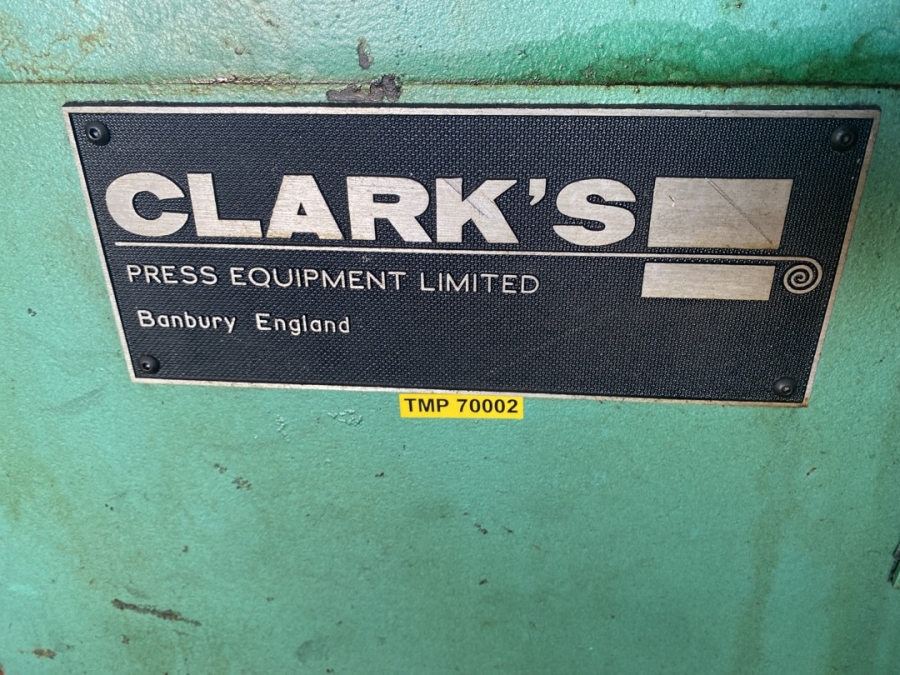 CLARK'S
PRESS EQUIPMENT LIMITED
Banbury England
TMP 70002